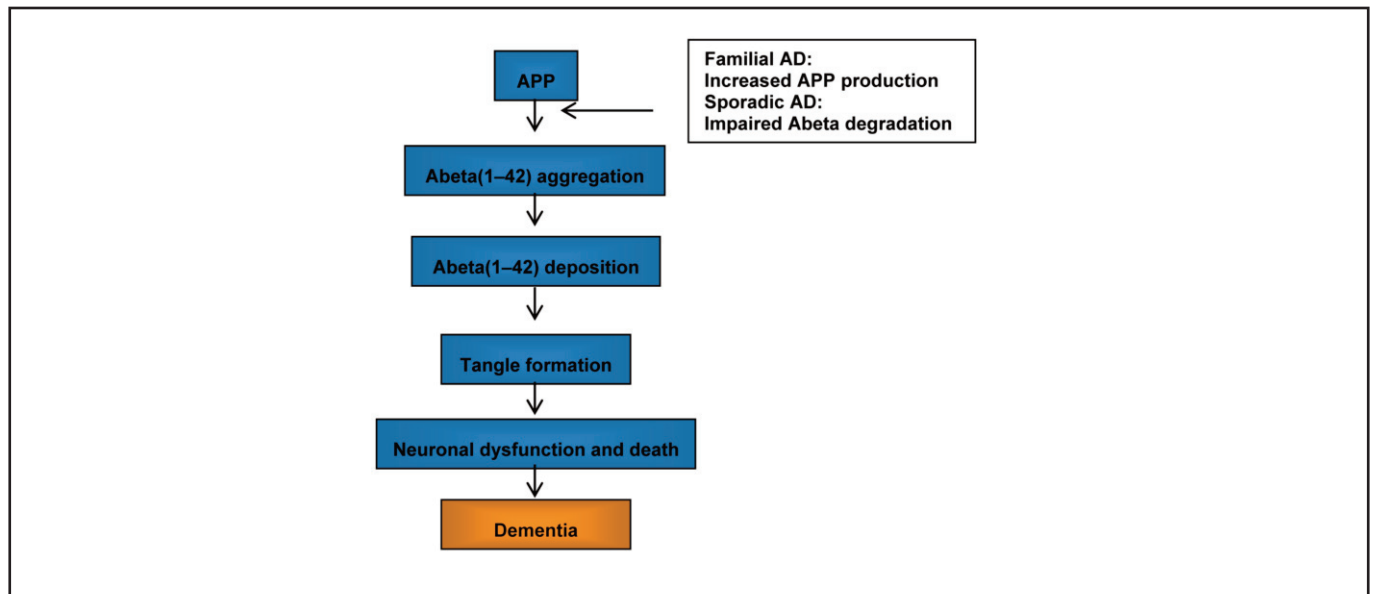 APP
Familial AD:
Increased APP production
Sporadic AD:
Impaired Abeta degradation
Abeta(1–42) aggregation
Abeta(1–42) deposition
Tangle formation
Neuronal dysfunction and death
Dementia